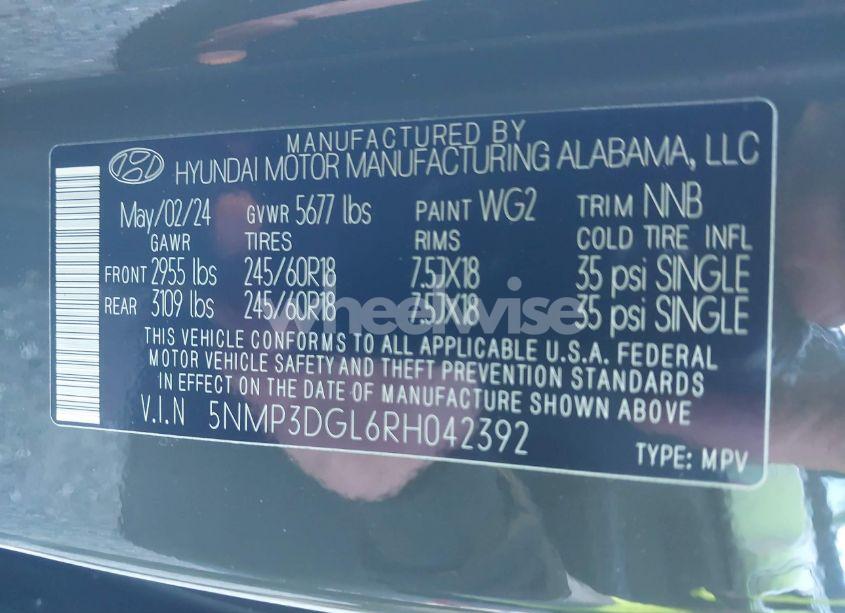 MANUFACTURED BY
HYUNDAI MOTOR MANUFACTURING ALABAMA, LLC
May/02/24 GVWR 5677 lbs PAINT WG2 TRIM NNB
GAWR TIRES RIMS COLD TIRE INFL
FRONT 2955 lbs 245/60R18 7.5JX18 35 psi SINGLE
REAR 3109 lbs 245/60R18 7.5JX18 35 psi SINGLE
wheelwise
THIS VEHICLE CONFORMS TO ALL APPLICABLE U.S.A. FEDERAL
MOTOR VEHICLE SAFETY AND THEFT PREVENTION STANDARDS
IN EFFECT ON THE DATE OF MANUFACTURE SHOWN ABOVE
V.I.N 5NMP3DGL6RH042392
TYPE: MPV